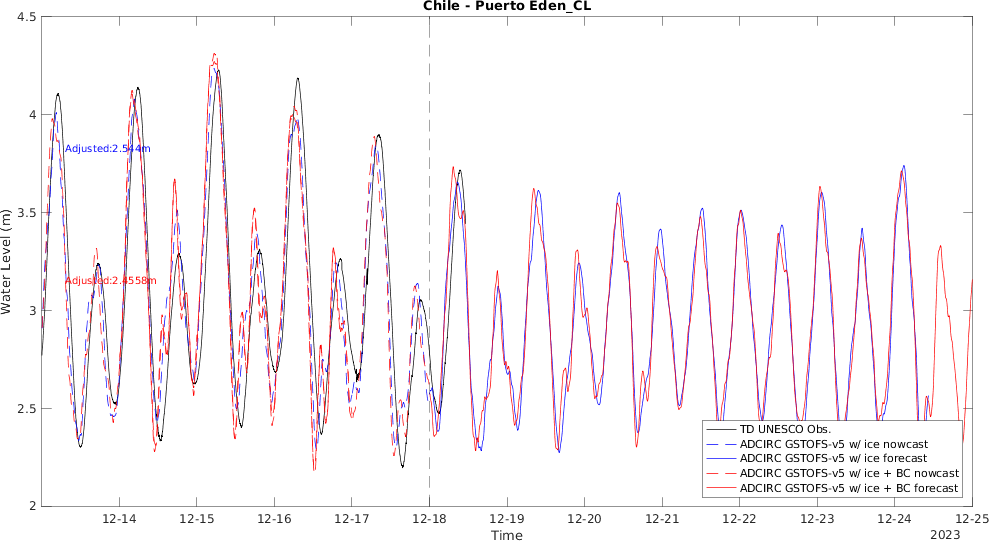 Chile - Puerto Eden_CL
Water Level (m)
4.5
4
3.5
3
2.5
2
Adjusted:2.544m
Adjusted:2.4558m
TD UNESCO Obs.
ADCIRC GSTOFS-v5 w/ ice nowcast
ADCIRC GSTOFS-v5 w/ ice forecast
ADCIRC GSTOFS-v5 w/ ice + BC nowcast
ADCIRC GSTOFS-v5 w/ ice + BC forecast
12-14 12-15 12-16 12-17 12-18 12-19 12-20 12-21 12-22 12-23 12-24 12-25
Time
2023